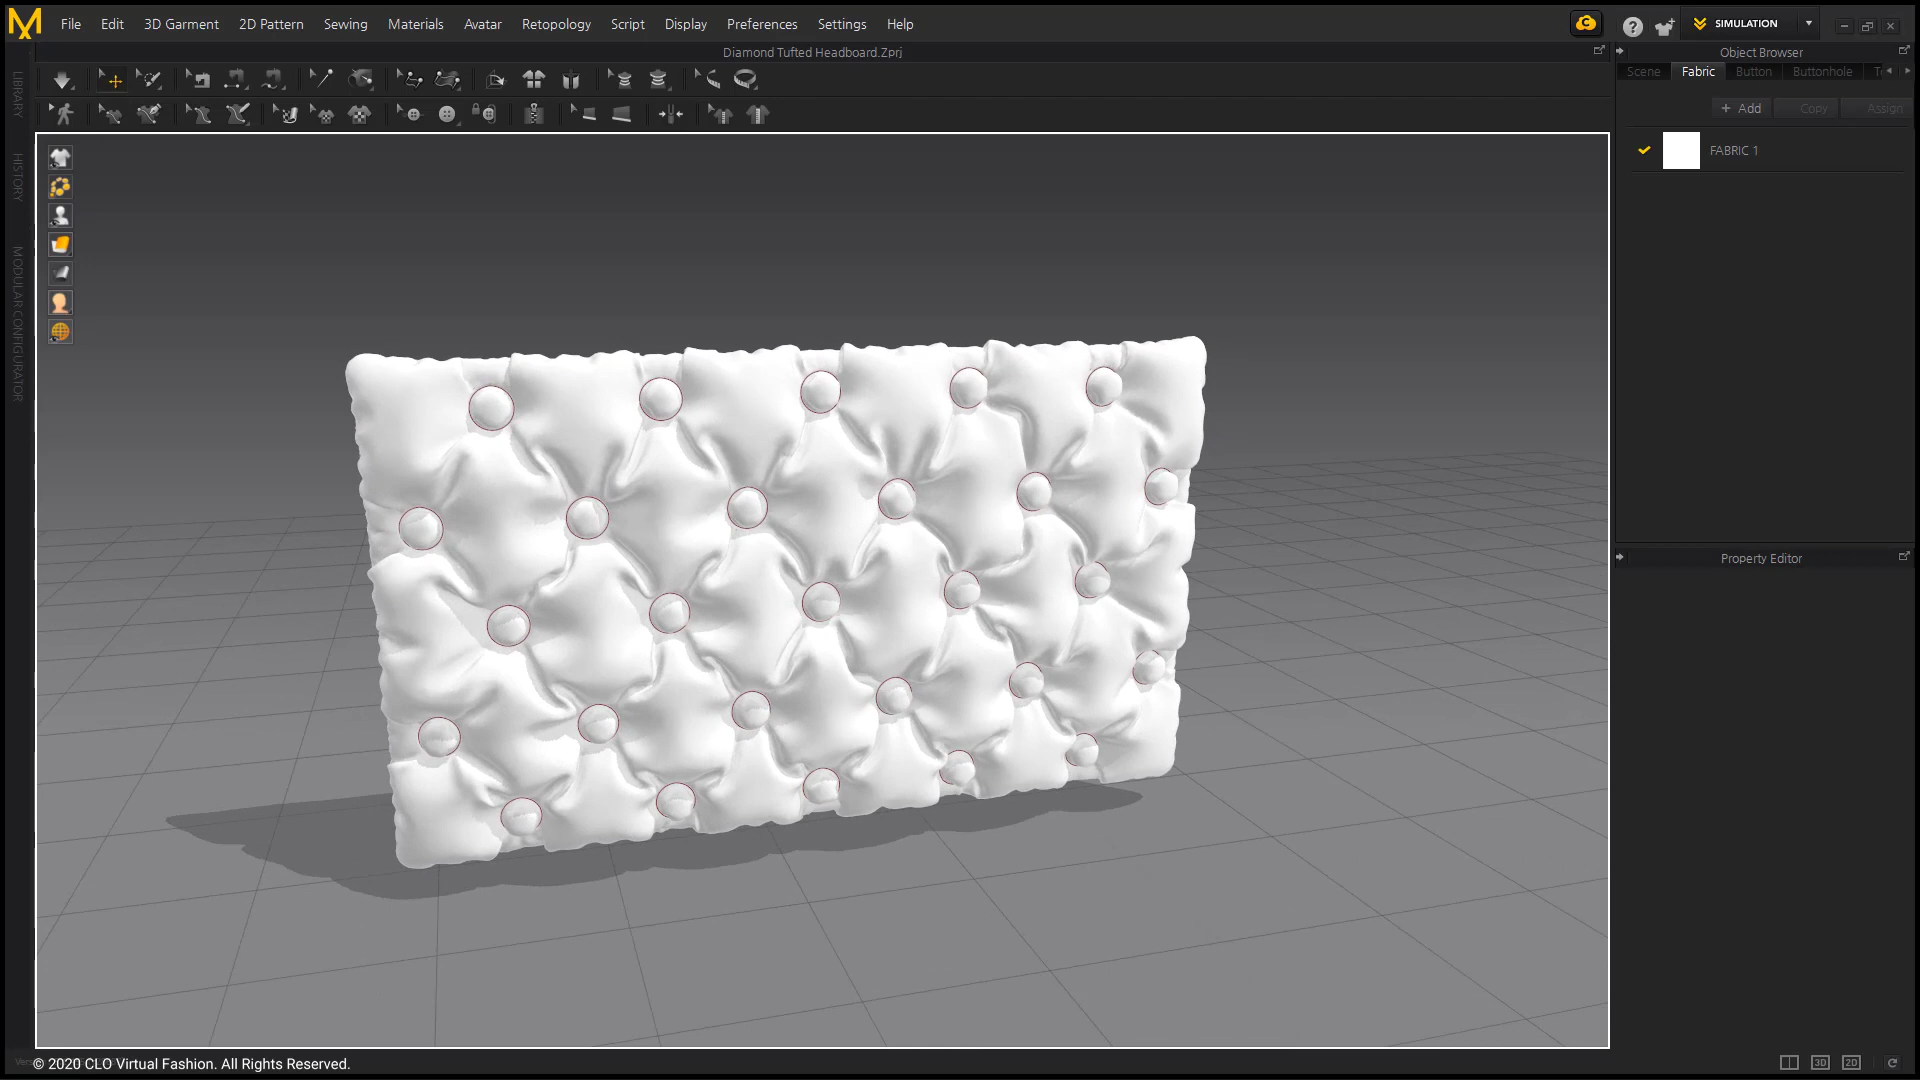 File Edit 3D Garment 2D Pattern Sewing Materials Avatar Retopology Script Display Preferences Settings Help
SIMULATION
Diamond Tufted Headboard.Zprj
Object Browser
Scene Fabric Button Buttonhole
+ Add Copy Assign
FABRIC 1
LIBRARY
HISTORY
MODULAR CONFIGURATOR
Property Editor
© 2020 CLO Virtual Fashion. All Rights Reserved.
3D 2D